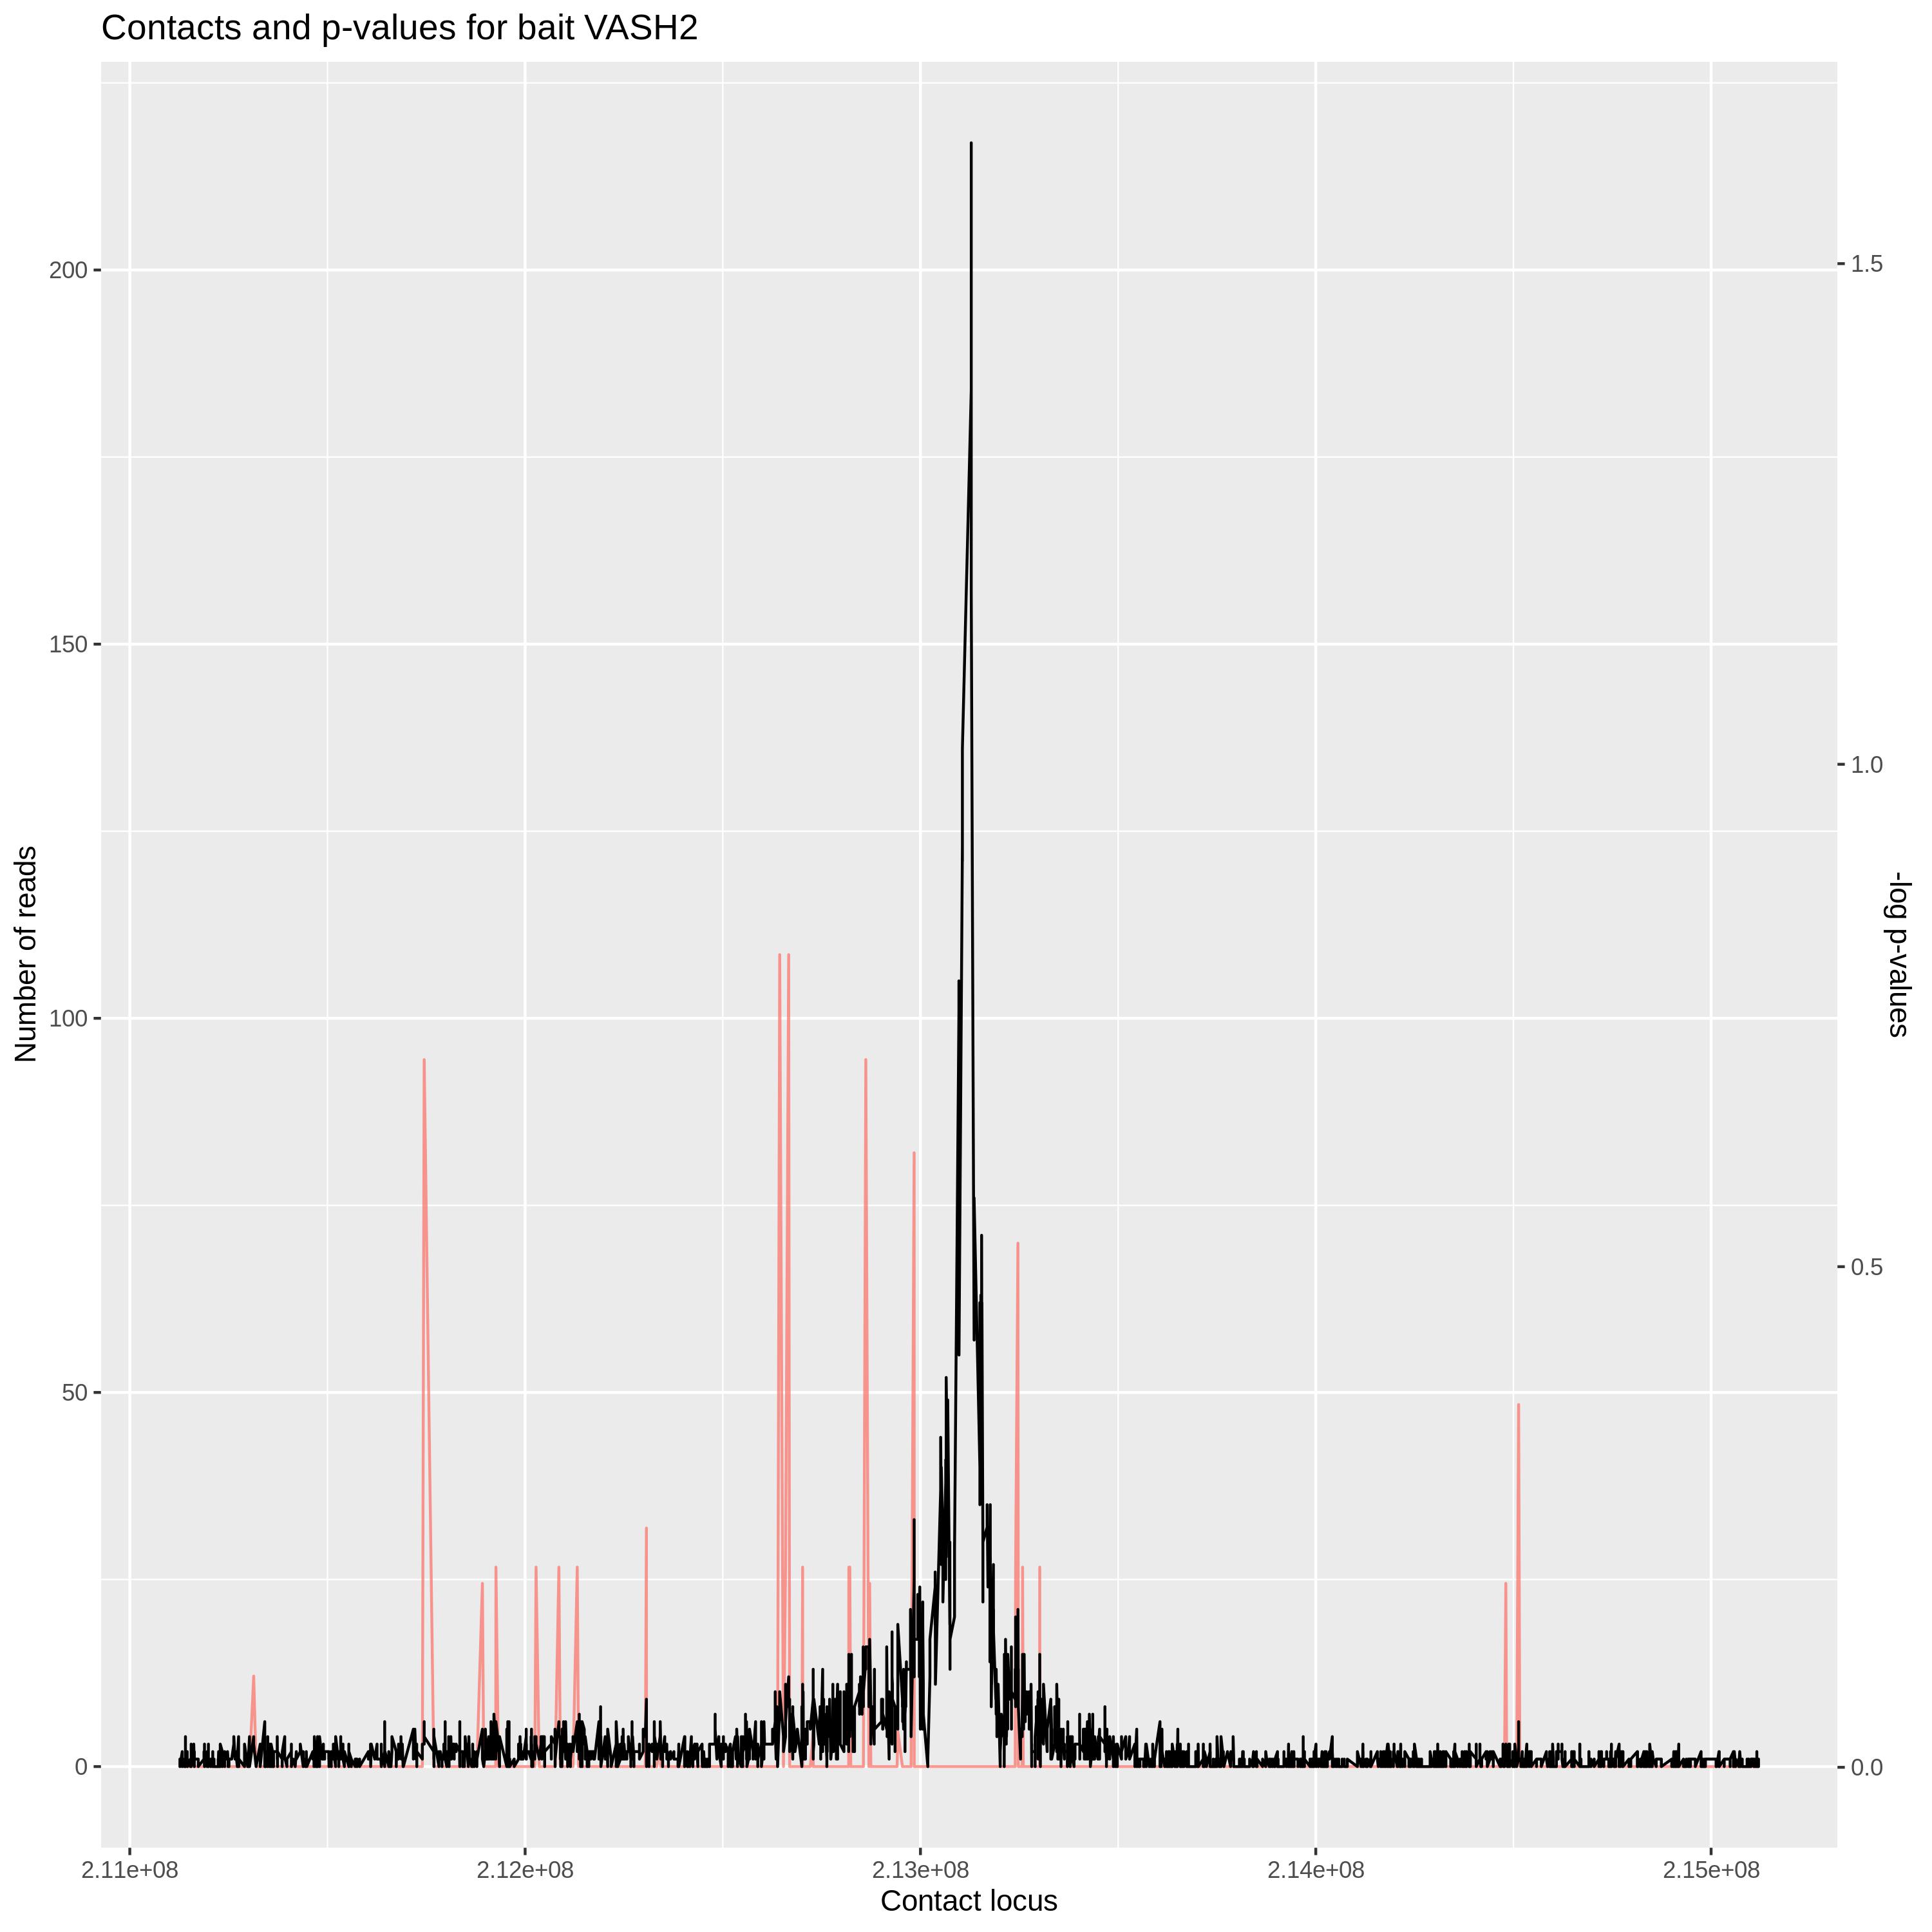 Contacts and p-values for bait VASH2
Number of reads
200
150
100
50
0
1.5
1.0
0.5
0.0
-log p-values
2.11e+08
2.12e+08
2.13e+08
2.14e+08
2.15e+08
Contact locus